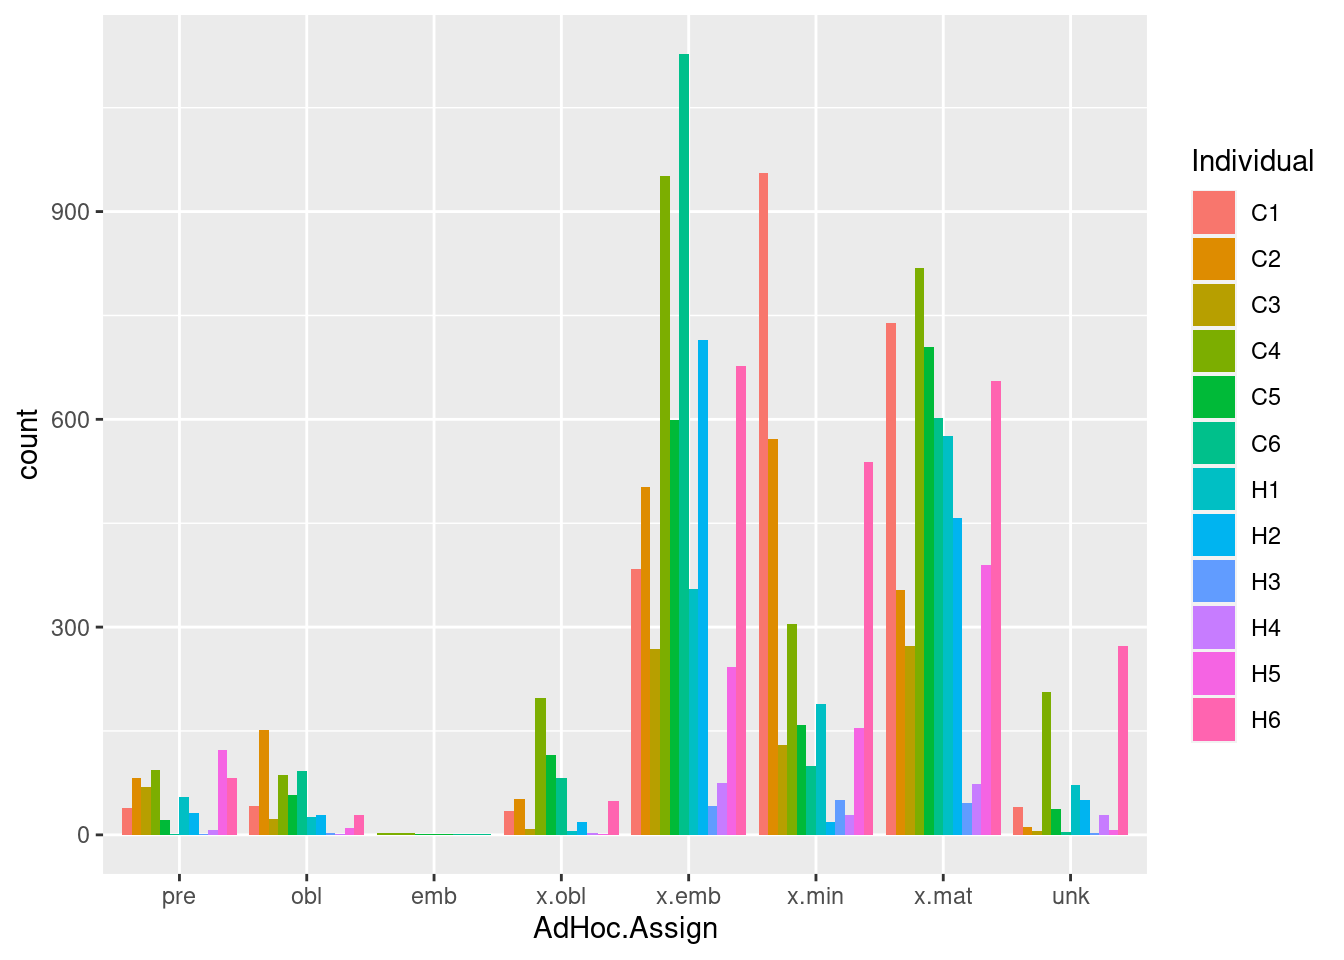 count
900
600
300
0
pre obl emb x.obl x.emb x.min x.mat unk
AdHoc.Assign
Individual
C1
C2
C3
C4
C5
C6
H1
H2
H3
H4
H5
H6